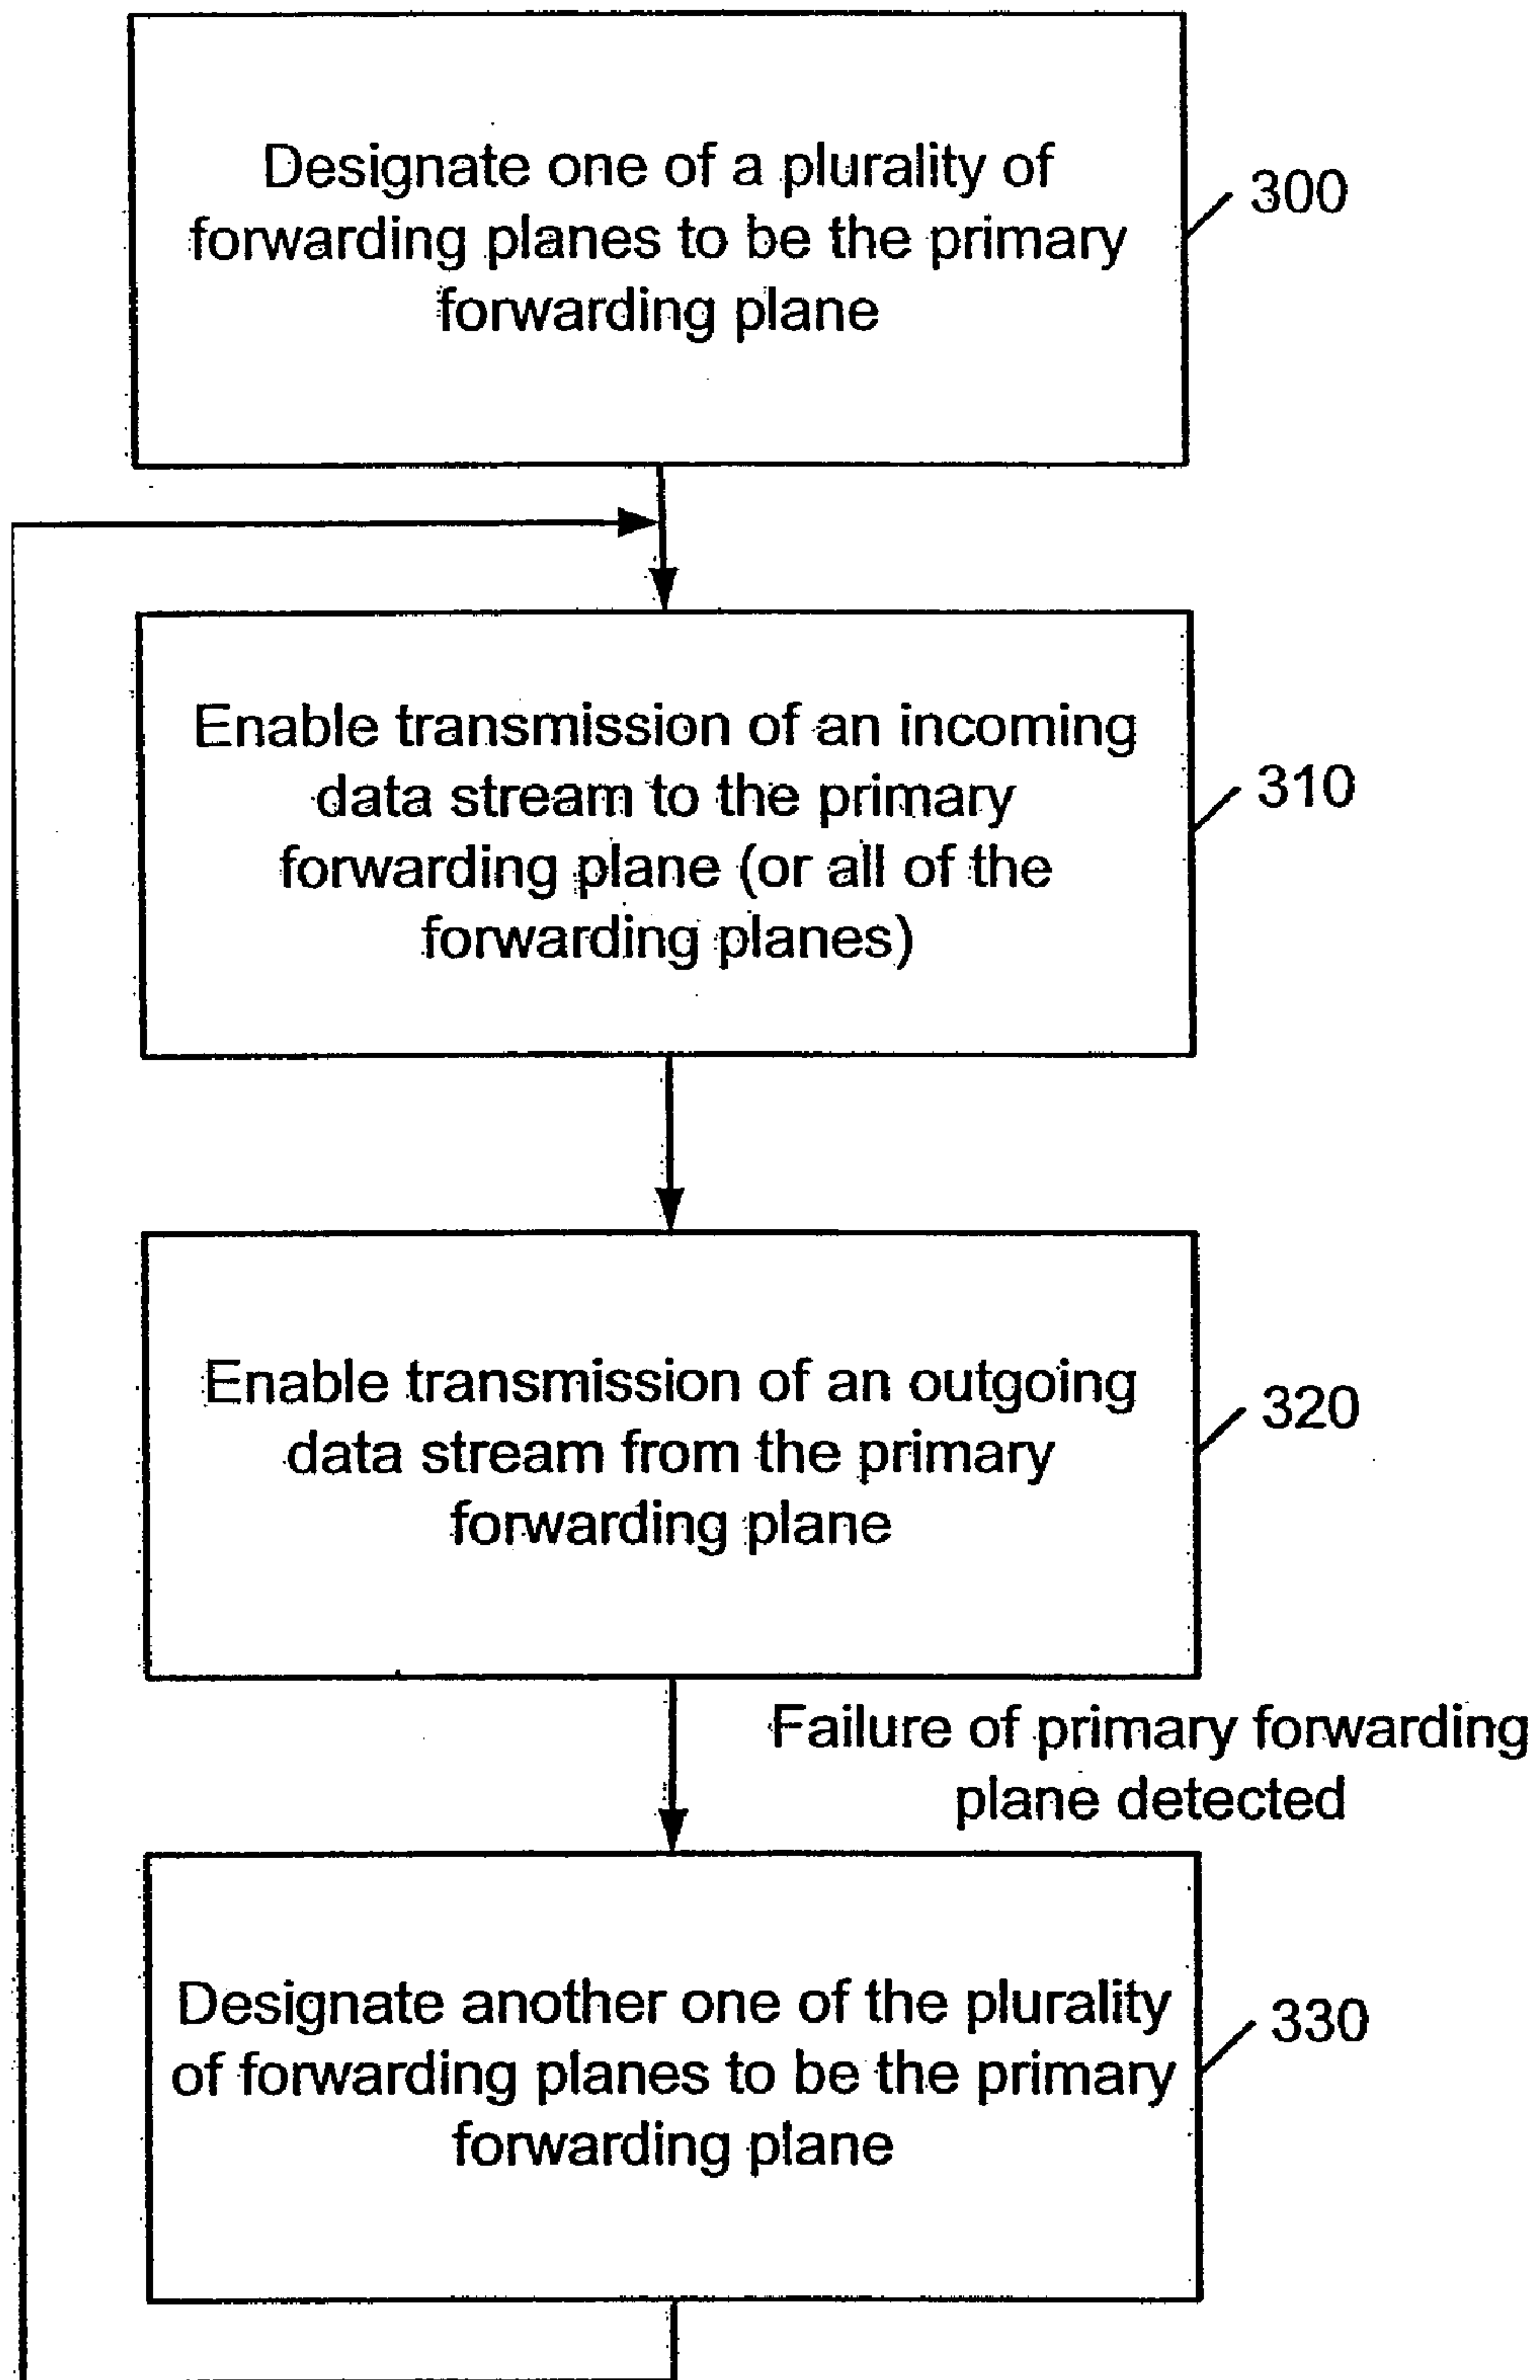 Designate one of a plurality of
forwarding planes to be the primary
forwarding plane
300
Enable transmission of an incoming
data stream to the primary
forwarding plane (or all of the
forwarding planes)
310
Enable transmission of an outgoing
data stream from the primary
forwarding plane
320
Failure of primary forwarding
plane detected
Designate another one of the plurality
of forwarding planes to be the primary
forwarding plane
330